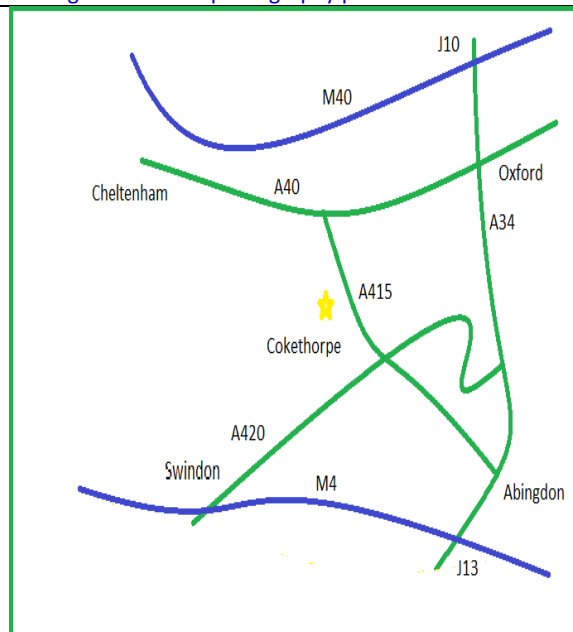 J10
M40
Oxford
A40
Cheltenham
A34
A415
Cokethorpe
A420
Swindon
M4
Abingdon
J13